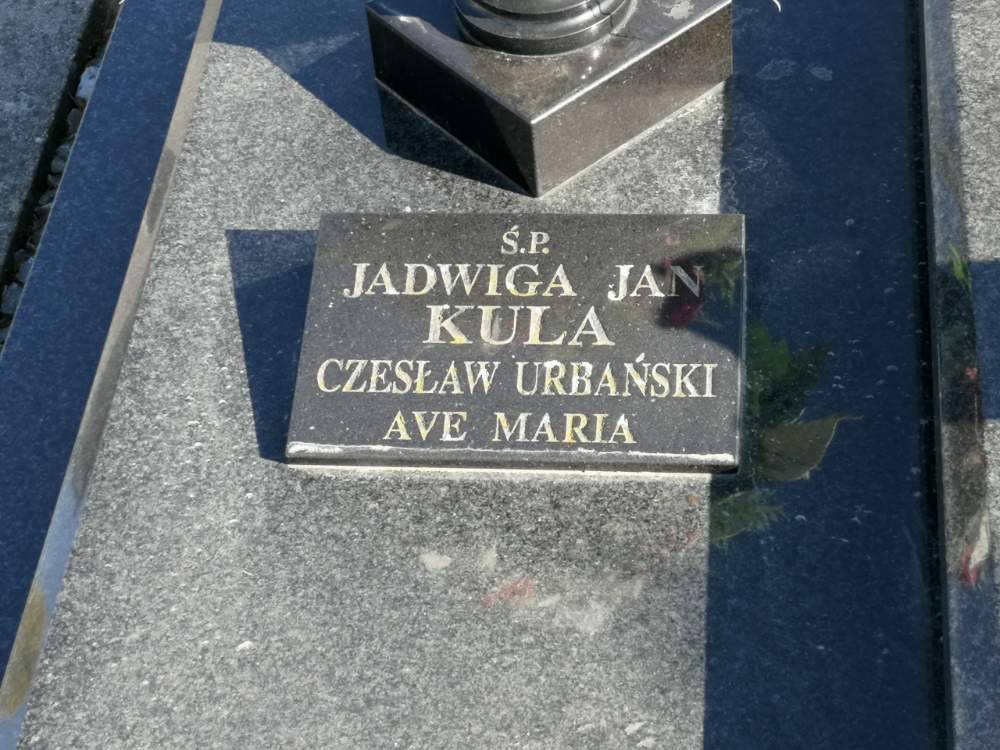 Ś.P.
JADWIGA JAN
KULA
CZESŁAW URBAŃSKI
AVE MARIA